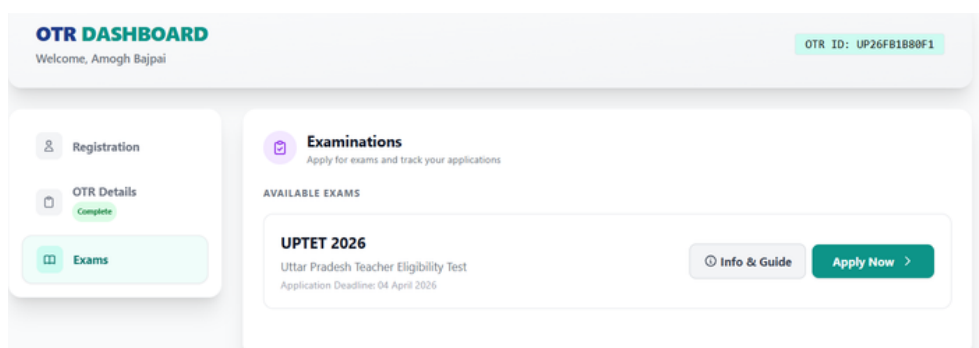 OTR DASHBOARD
Welcome, Amogh Bajpai
OTR ID: UP26FB1B80F1
Registration
OTR Details
Complete
Exams
Examinations
Apply for exams and track your applications
AVAILABLE EXAMS
UPTET 2026
Uttar Pradesh Teacher Eligibility Test
Application Deadline: 04 April 2026
Info & Guide
Apply Now